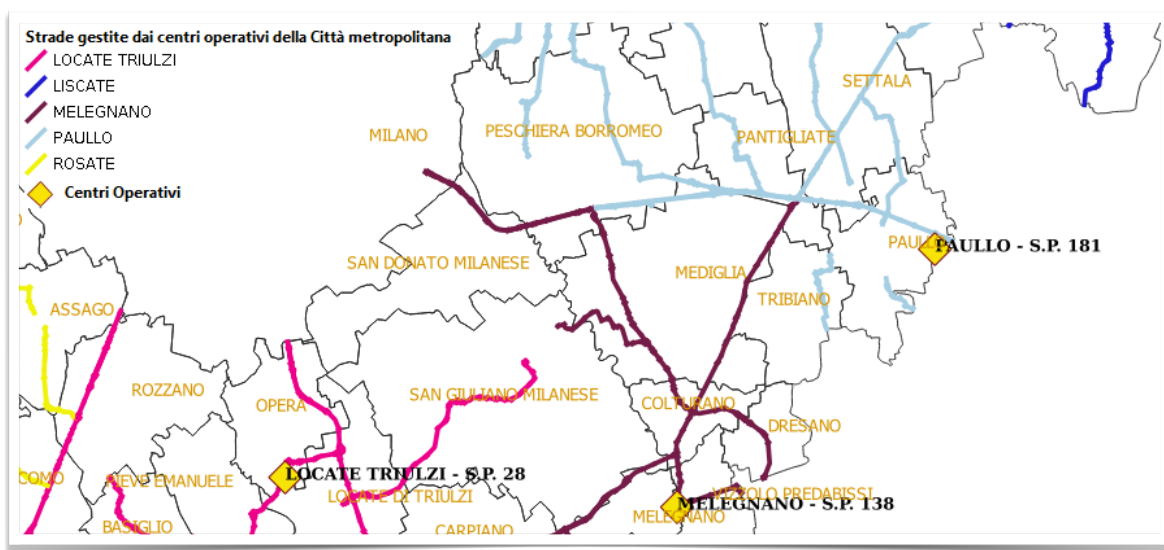 Strade gestite dai centri operativi della Città metropolitana
LOCATE TRIULZI
LISCATE
MELEGNANO
PAULLO
ROSATE
Centri Operativi
SETTALA
MILANO
PESCHIERA BORROMEO
PANTIGLIATE
PAULLO
PAULLO - S.P. 181
SAN DONATO MILANESE
MEDIGLIA
TRIBIANO
ASSAGO
ROZZANO
OPERA
SAN GIULIANO MILANESE
COLTURANO
DRESANO
COMO
PIEVE EMANUELE
LOCATE TRIULZI - S.P. 28
LOCATE DI TRIULZI
VIZZOLO PREDABISSI
MELEGNANO - S.P. 138
MELEGNANO
BASIGLIO
CARPIANO